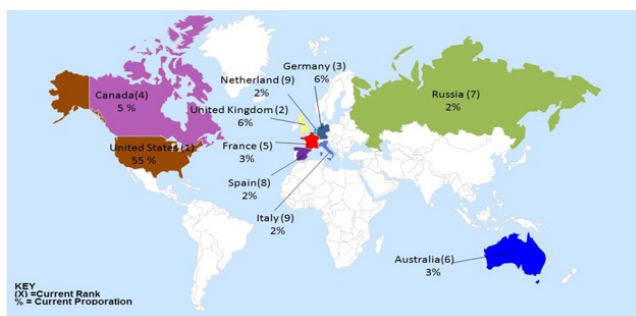 Germany (3)
6%
Netherland (9)
2%
Canada(4)
5 %
Russia (7)
2%
United Kingdom (2)
6%
United States (1)
55 %
France (5)
3%
Spain(8)
2%
Italy (9)
2%
Australia(6)
3%
KEY
(X) =Current Rank
% = Current Proporation